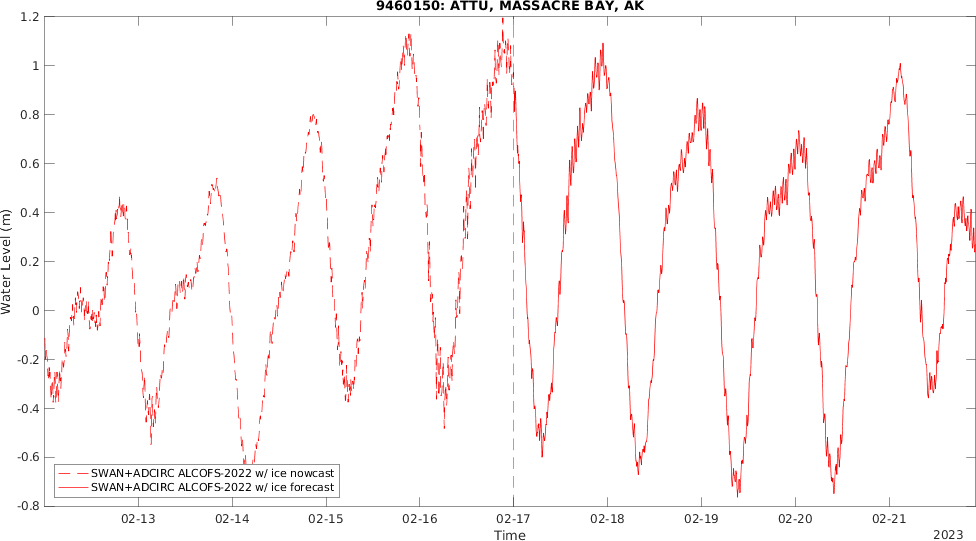 9460150: ATTU, MASSACRE BAY, AK
1.2
1
0.8
0.6
0.4
0.2
0
-0.2
-0.4
-0.6
-0.8
Water Level (m)
SWAN+ADCIRC ALCOFS-2022 w/ ice nowcast
SWAN+ADCIRC ALCOFS-2022 w/ ice forecast
02-13 02-14 02-15 02-16 02-17 02-18 02-19 02-20 02-21
Time
2023